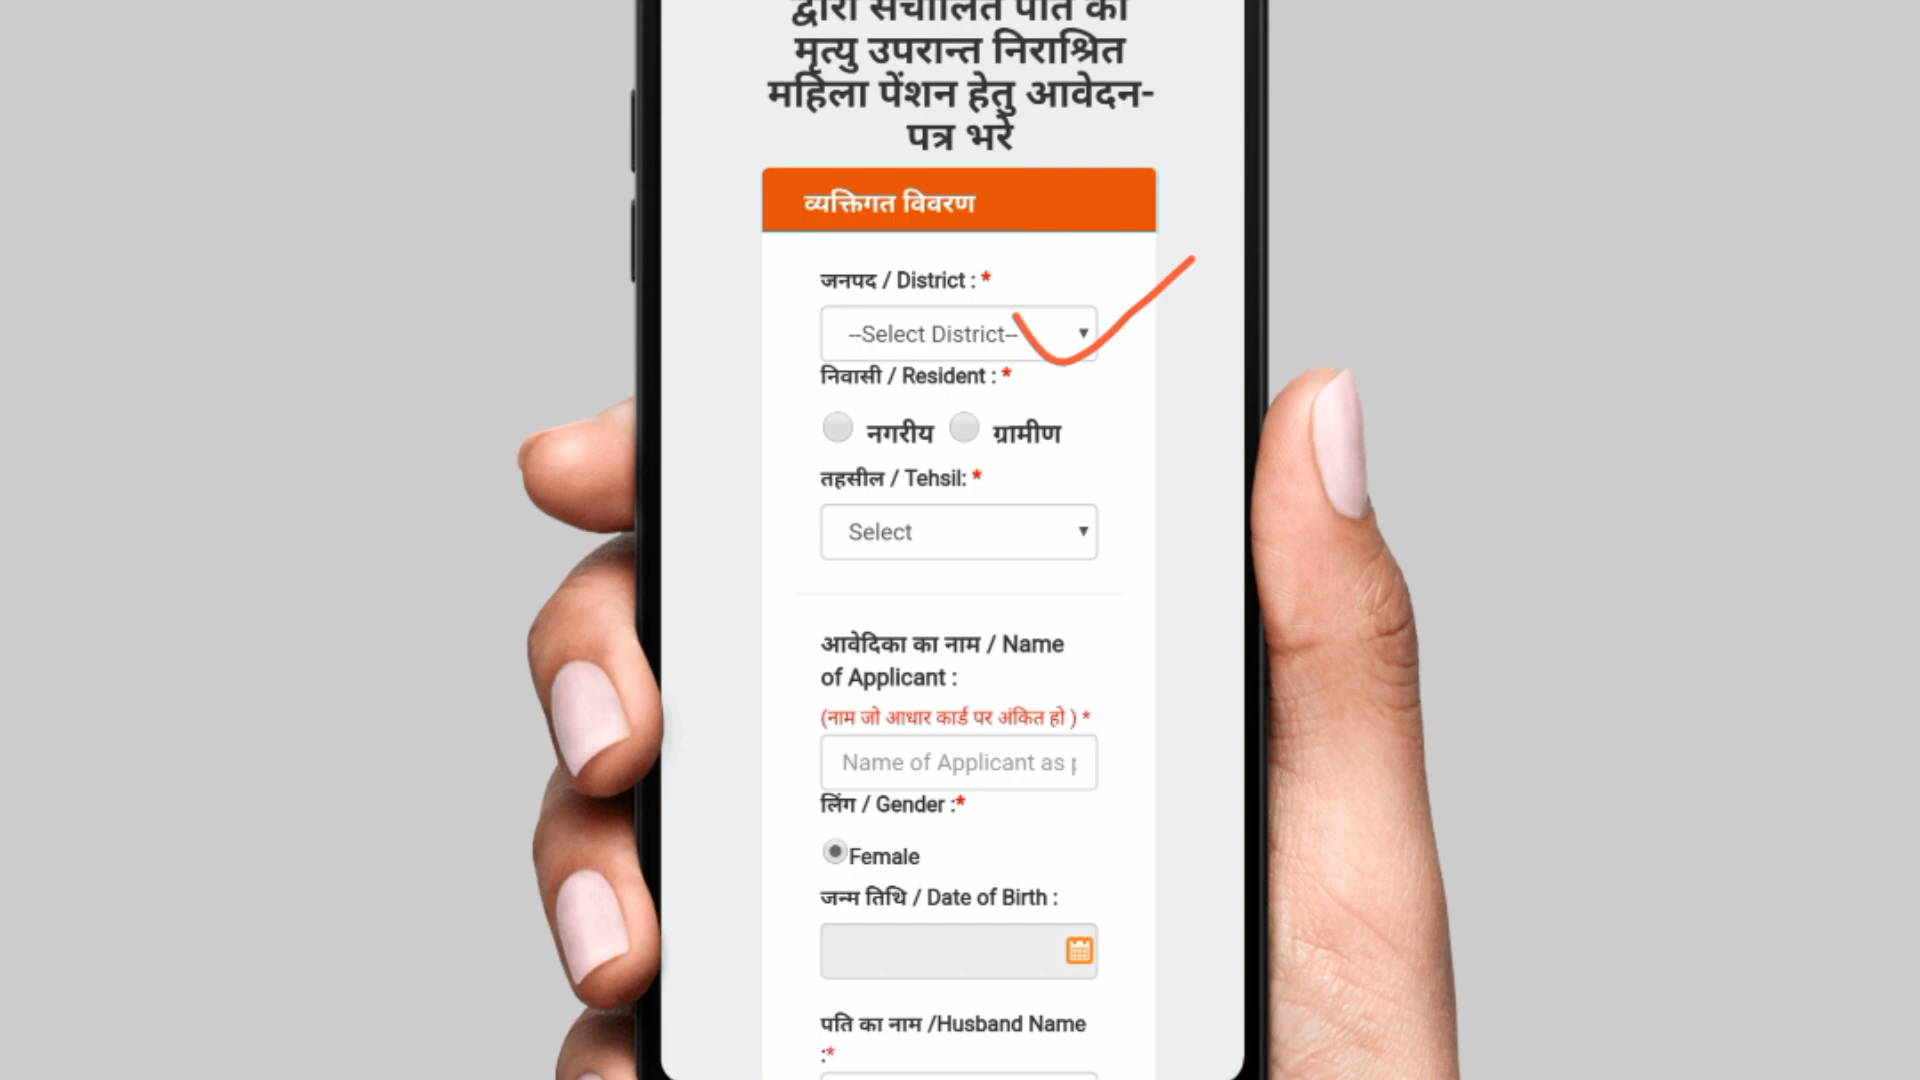 द्वारा संचालित पति की
मृत्यु उपरान्त निराश्रित
महिला पेंशन हेतु आवेदन-
पत्र भरे
व्यक्तिगत विवरण
जनपद / District : *
--Select District--
निवासी / Resident : *
नगरीय ग्रामीण
तहसील / Tehsil: *
Select
आवेदिका का नाम / Name
of Applicant :
(नाम जो आधार कार्ड पर अंकित हो ) *
Name of Applicant as p
लिंग / Gender :*
Female
जन्म तिथि / Date of Birth :
पति का नाम /Husband Name
:*